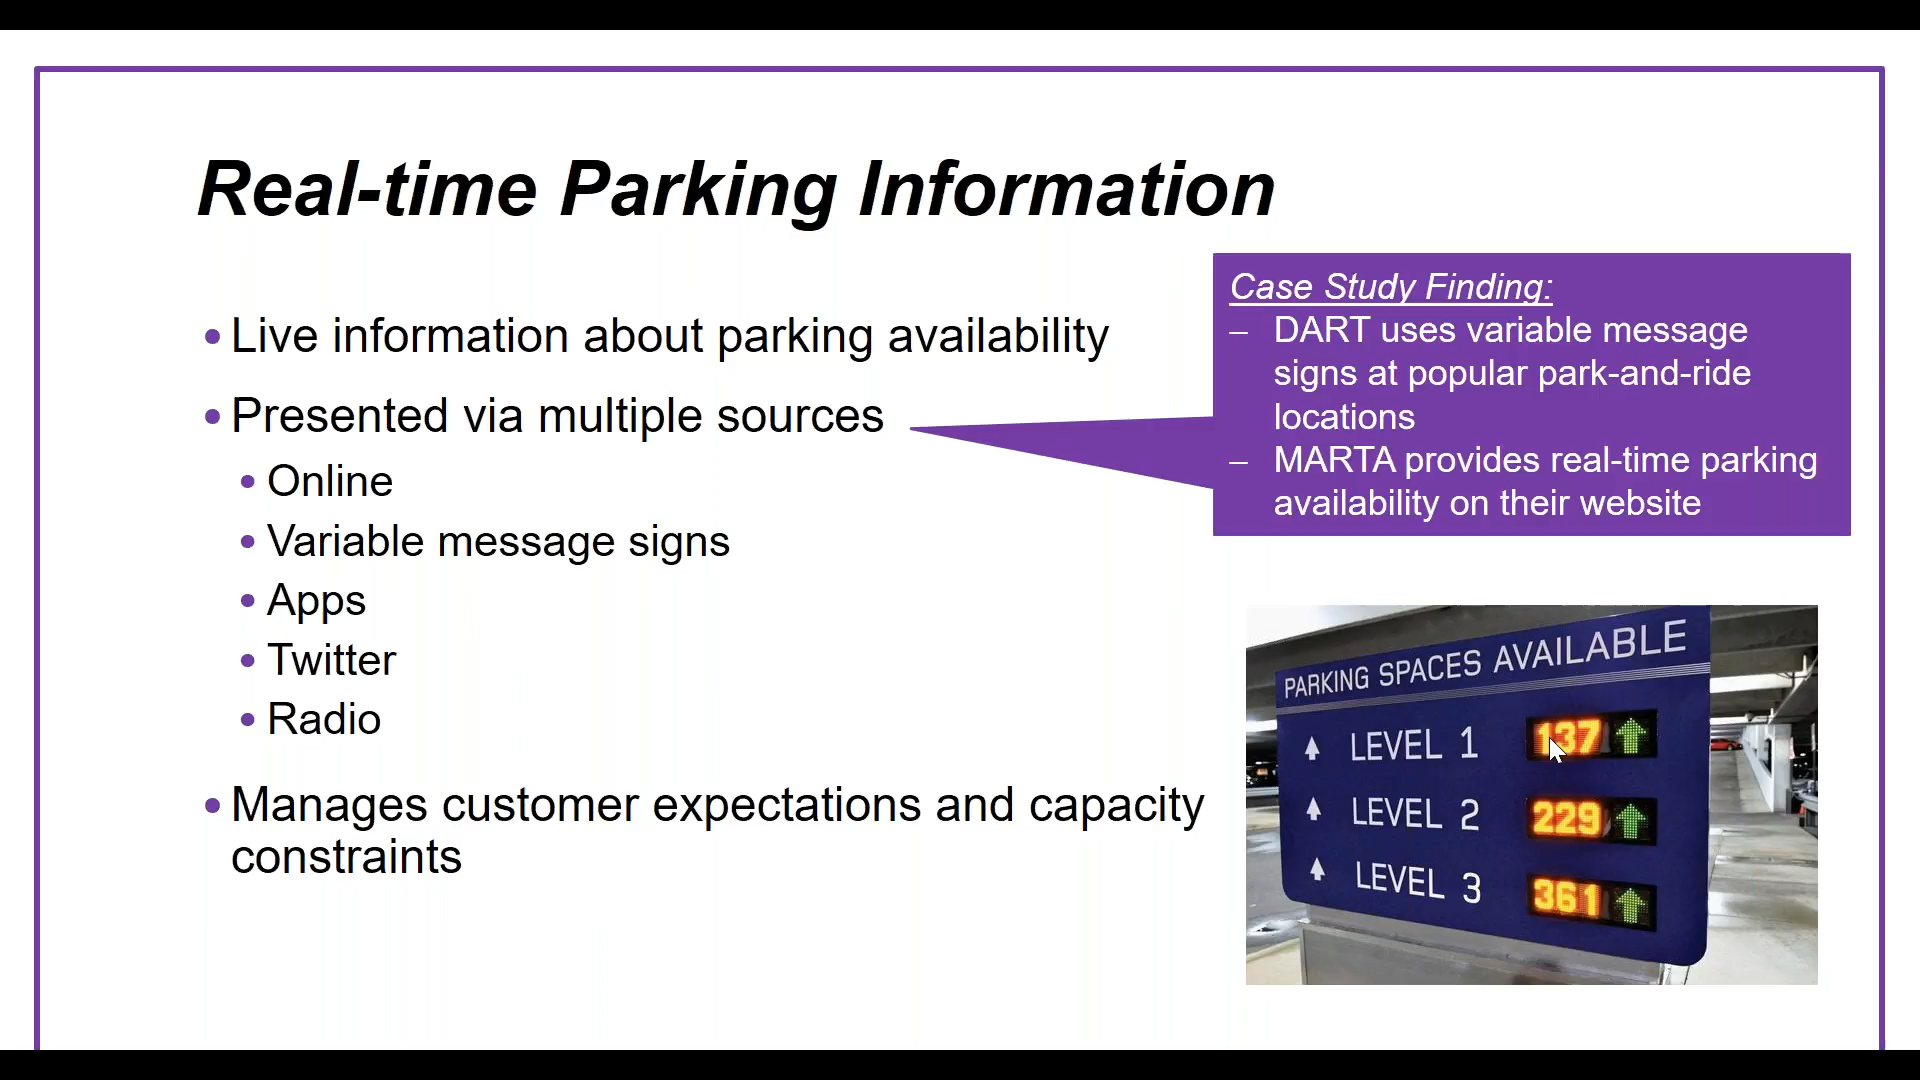 Real-time Parking Information
• Live information about parking availability
• Presented via multiple sources
• Online
• Variable message signs
• Apps
• Twitter
• Radio
• Manages customer expectations and capacity
constraints
Case Study Finding:
– DART uses variable message
signs at popular park-and-ride
locations
– MARTA provides real-time parking
availability on their website
PARKING SPACES AVAILABLE
LEVEL 1 137
LEVEL 2 229
LEVEL 3 361